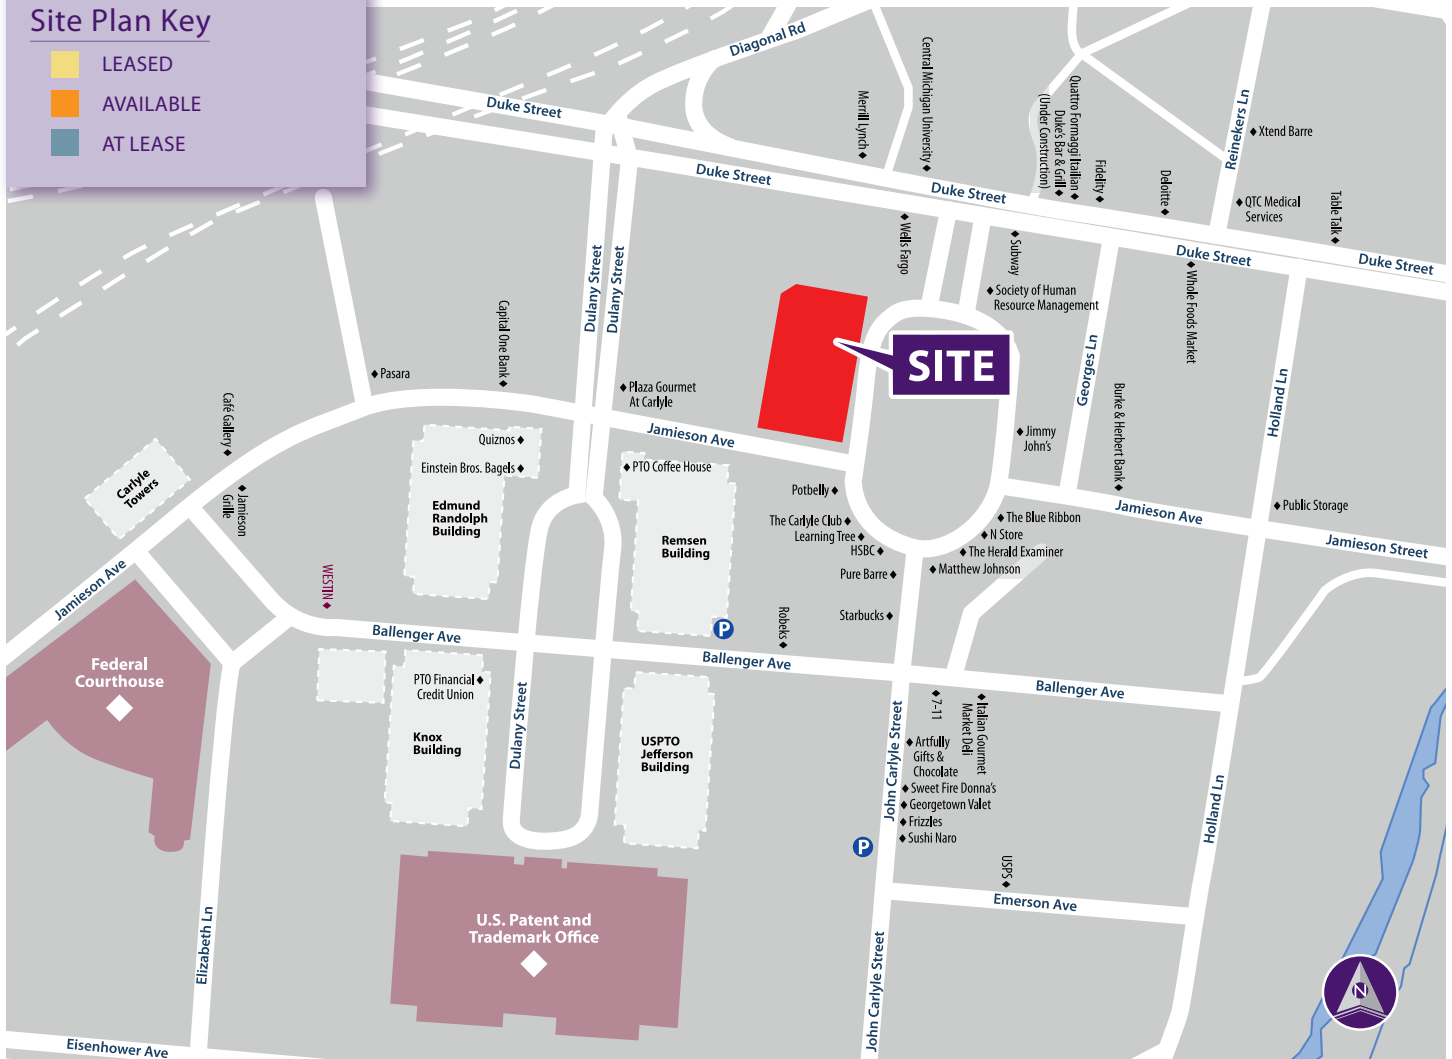 Site Plan Key
LEASED
AVAILABLE
AT LEASE
Diagonal Rd
Duke Street
Duke Street
Duke Street
Duke Street
Duke Street
Merrill Lynch
Central Michigan University
Quattro Formaggi Italian
Duke's Bar & Grill
(Under Construction)
Fidelity
Deloitte
Reinekers Ln
Xtend Barre
QTC Medical
Services
Table Talk
Wells Fargo
Subway
Whole Foods Market
Society of Human
Resource Management
Dulany Street
Dulany Street
Capital One Bank
Pasara
Café Gallery
Plaza Gourmet
At Carlyle
SITE
Georges Ln
Holland Ln
Burke & Herbert Bank
Jimmy
John's
Jamieson Ave
Quiznos
Einstein Bros. Bagels
PTO Coffee House
Carlyle
Towers
Jamieson
Grille
Edmund
Randolph
Building
Remsen
Building
Potbelly
The Carlyle Club
Learning Tree
HSBC
Pure Barre
Starbucks
The Blue Ribbon
N Store
The Herald Examiner
Matthew Johnson
Jamieson Ave
Public Storage
Jamieson Street
Jamieson Ave
WESTIN
Ballenger Ave
P
Robeks
Ballenger Ave
Ballenger Ave
Federal
Courthouse
PTO Financial
Credit Union
Knox
Building
Dulany Street
USPTO
Jefferson
Building
John Carlyle Street
7-11
Italian Gourmet
Market Deli
Artfully
Gifts &
Chocolate
Sweet Fire Donna's
Georgetown Valet
Frizzles
Sushi Naro
P
Holland Ln
USPS
Emerson Ave
U.S. Patent and
Trademark Office
Elizabeth Ln
John Carlyle Street
N
Eisenhower Ave